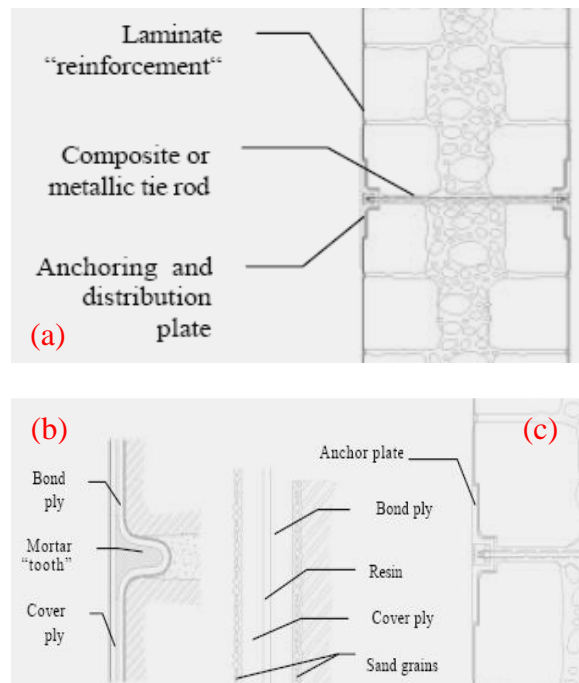 Laminate
“reinforcement“
Composite or
metallic tie rod
Anchoring and
distribution
plate
(a)
(b)
Bond
ply
Mortar
“tooth”
Cover
ply
Bond ply
Resin
Cover ply
Sand grains
(c)
Anchor plate